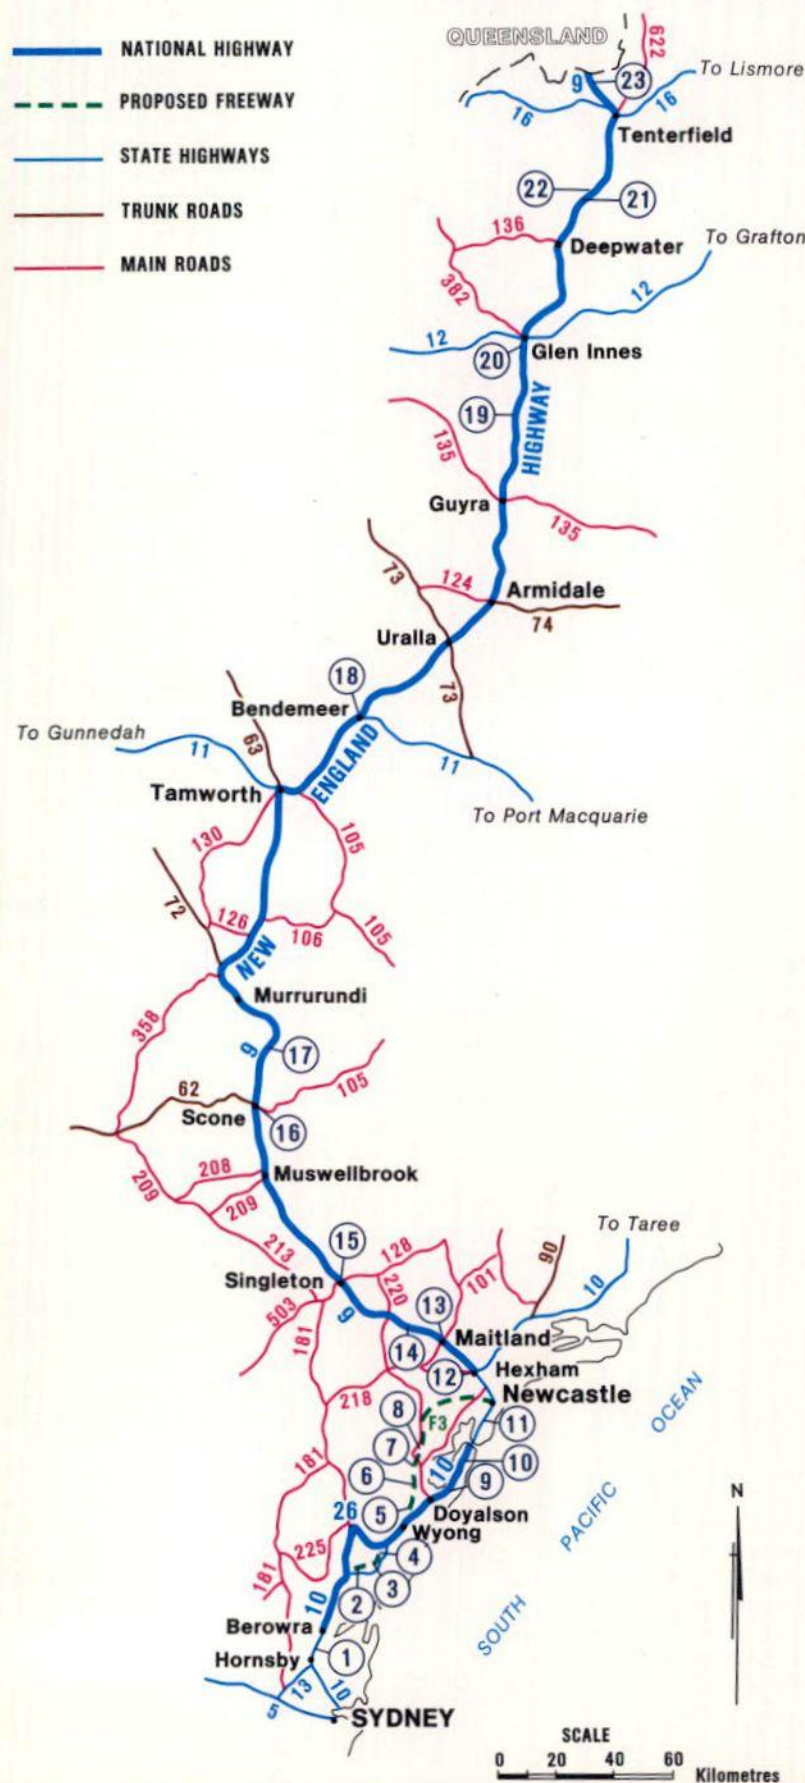 NATIONAL HIGHWAY
PROPOSED FREEWAY
STATE HIGHWAYS
TRUNK ROADS
MAIN ROADS
QUEENSLAND
622
To Lismore
9
23
16
16
Tenterfield
22
21
136
Deepwater
To Grafton
382
12
12
20
Glen Innes
19
HIGHWAY
135
Guyra
135
73
124
Armidale
74
Uralla
18
73
Bendemeer
To Gunnedah
11
63
ENGLAND
11
Tamworth
To Port Macquarie
130
105
72
126
106
105
NEW
Murrurundi
358
9
17
62
105
Scone
16
208
Muswellbrook
209
209
213
To Taree
15
128
90
10
Singleton
220
101
503
9
13
181
Maitland
14
12
Hexham
218
Newcastle
OCEAN
8
F3
11
7
181
6
10
10
9
N
26
5
Doyalson
PACIFIC
Wyong
225
4
181
3
10
2
Berowra
SOUTH
Hornsby
1
13
10
5
SYDNEY
SCALE
0 20 40 60
Kilometres